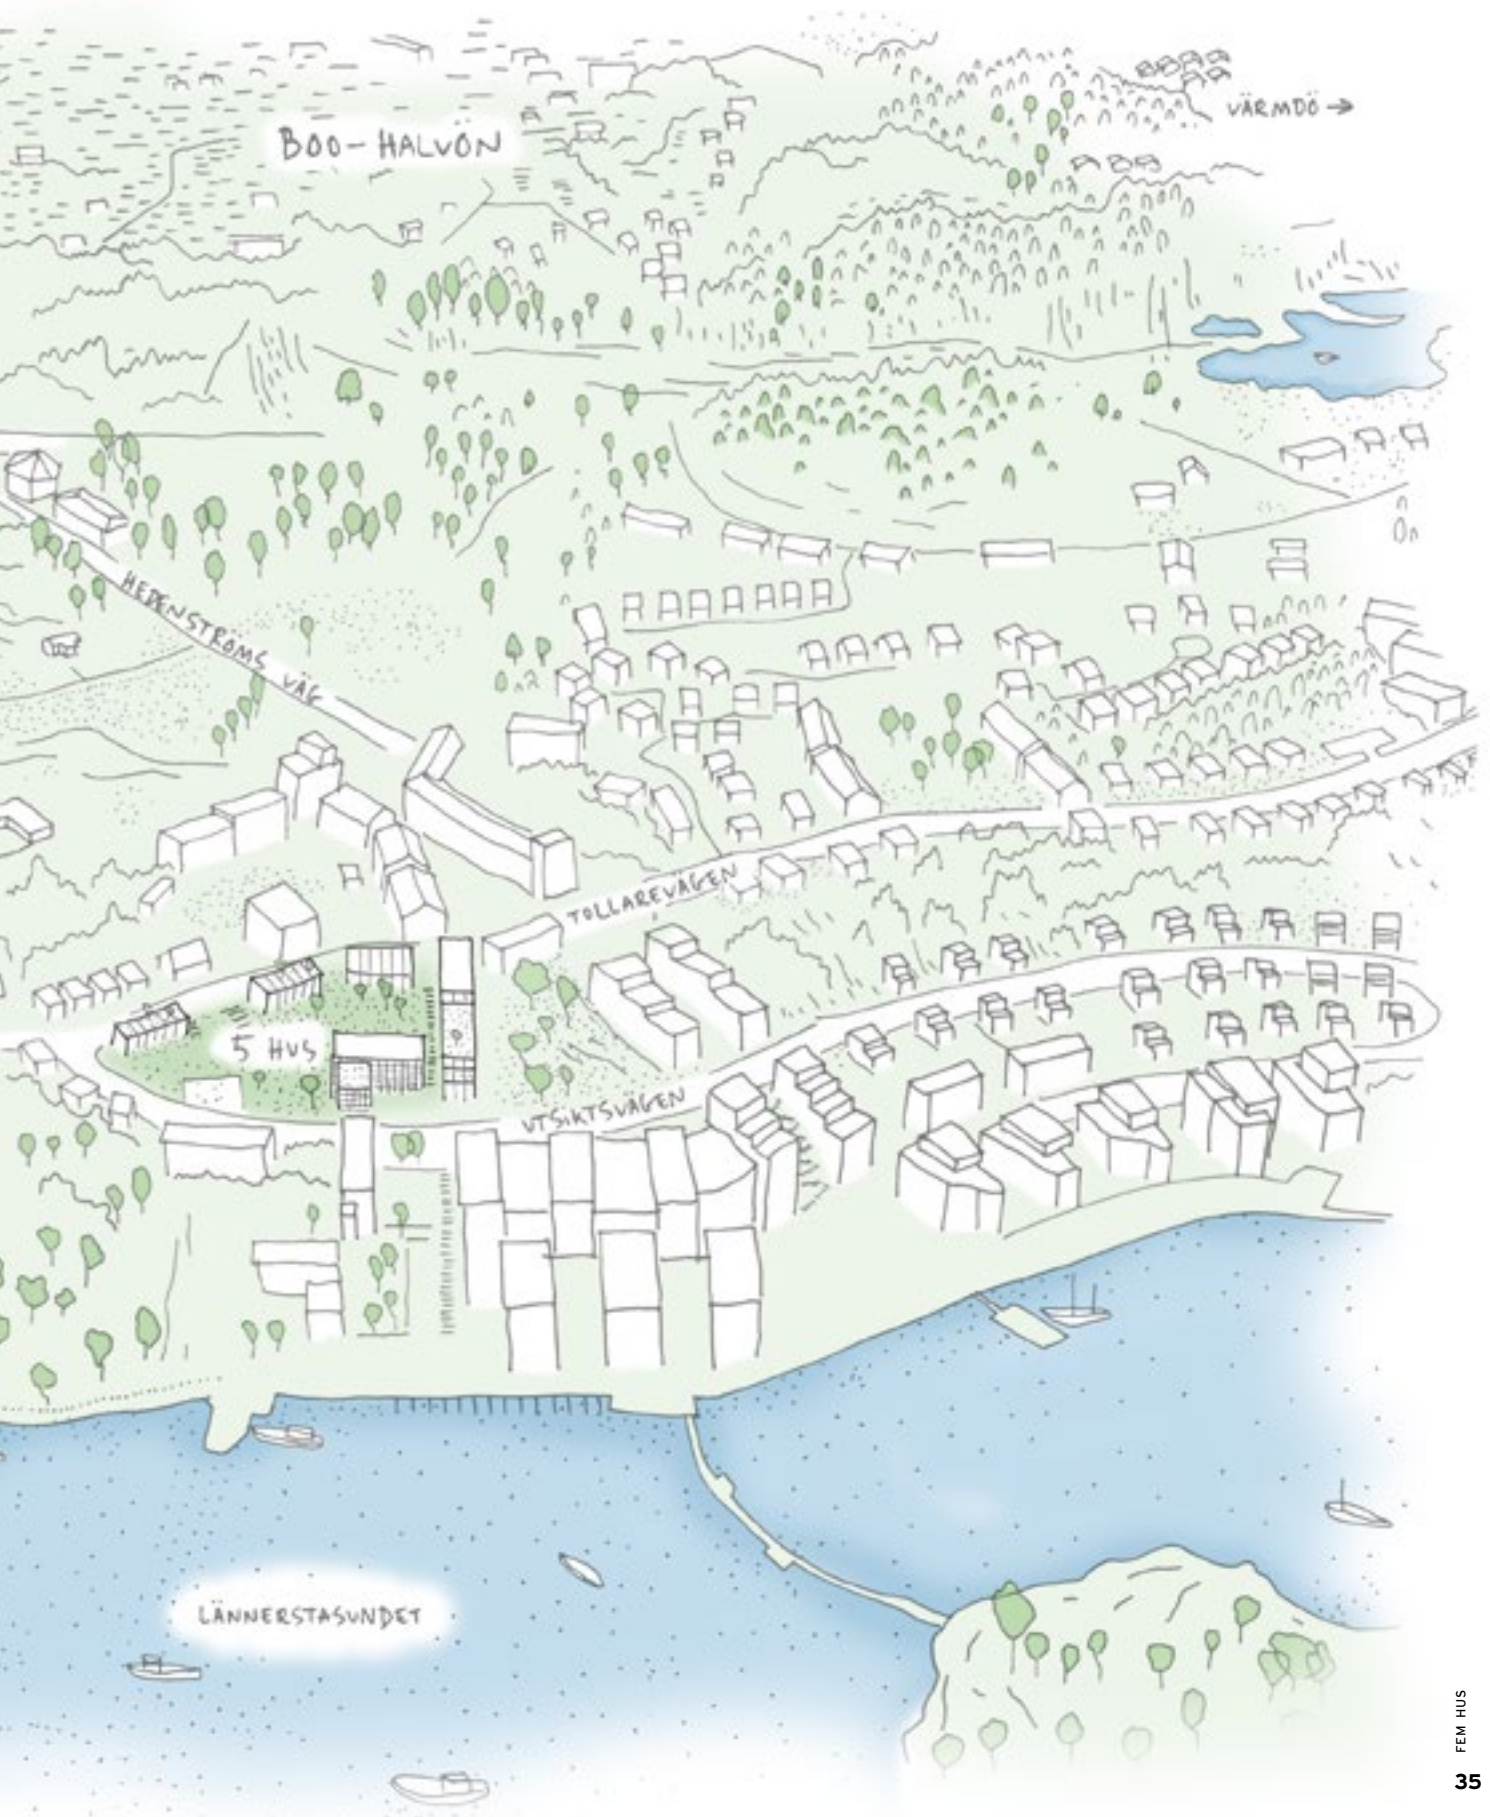 BOO-HALVÖN
VÄRMDÖ →
HEDENSTRÖMS VÄG
TOLLAREVÄGEN
5 HUS
UTSIKTSVÄGEN
LÄNNERSTASUNDET
FEM HUS
35